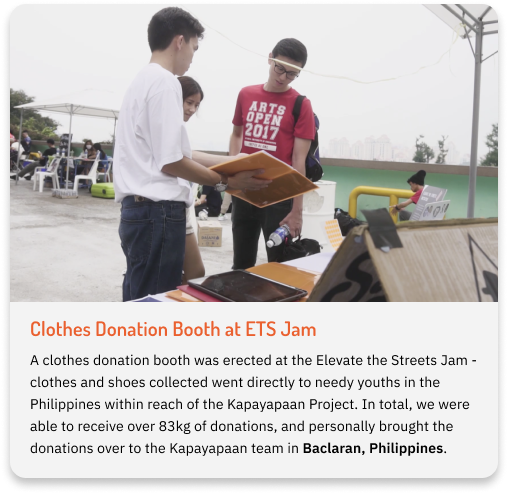 ARTS
OPEN
2017
Clothes Donation Booth at ETS Jam
A clothes donation booth was erected at the Elevate the Streets Jam -
clothes and shoes collected went directly to needy youths in the
Philippines within reach of the Kapayapaan Project. In total, we were
able to receive over 83kg of donations, and personally brought the
donations over to the Kapayapaan team in Baclaran, Philippines.